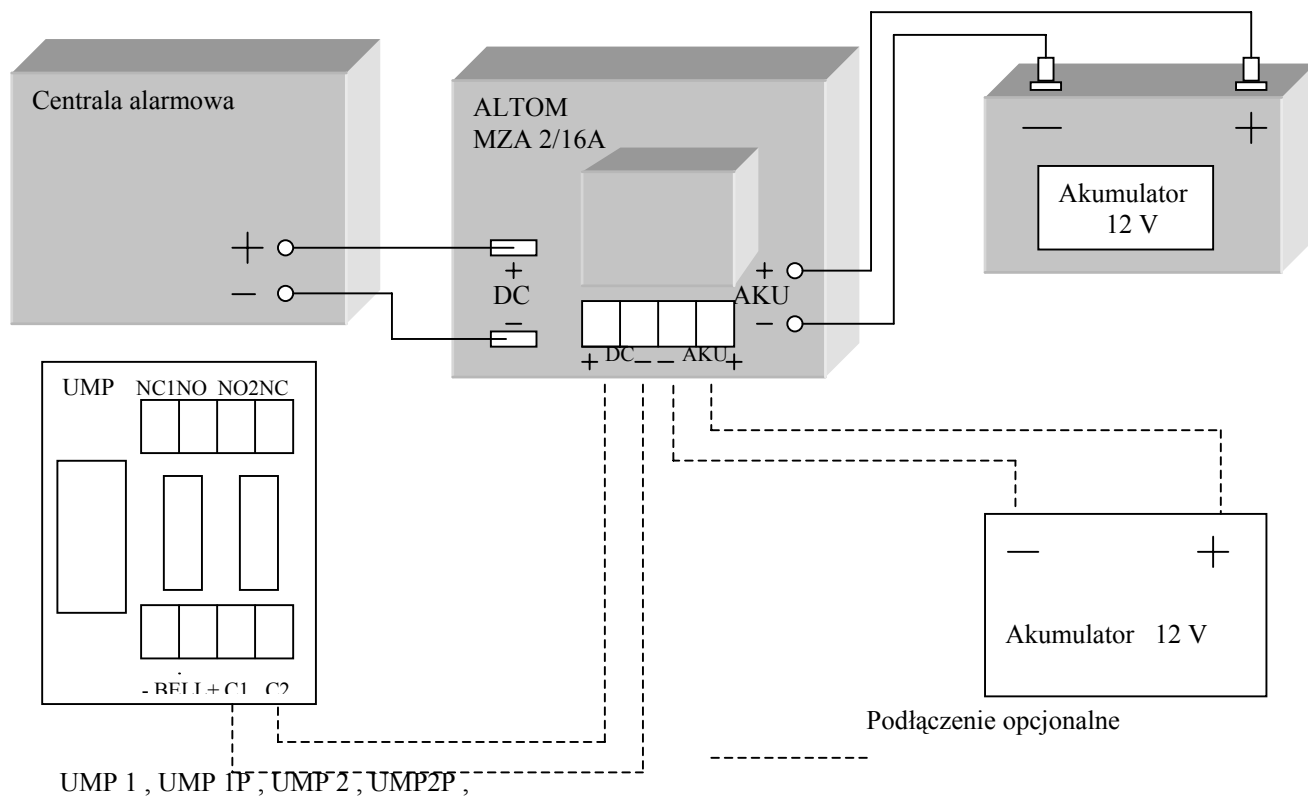 Centrala alarmowa
+
-
ALTOM
MZA 2/16A
+
DC
-
+
AKU
-
+ DC - - AKU +
- +
Akumulator
12 V
UMP NC1NO NO2NC
- BELL + C1 C2
- +
Akumulator 12 V
Podłączenie opcjonalne
UMP 1 , UMP 1P , UMP 2 , UMP2P ,